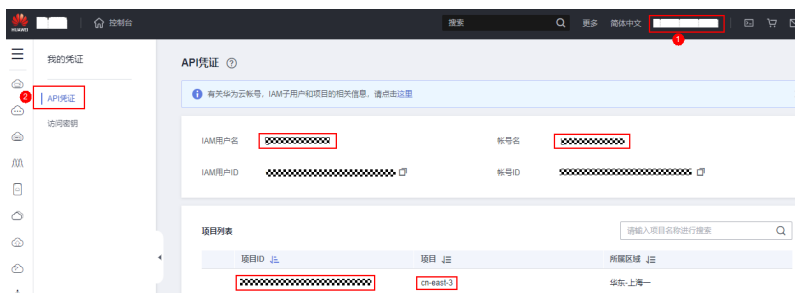 HUAWEI 控制台 搜索 更多 简体中文
1
我的凭证
API凭证
2 API凭证
有关华为云帐号，IAM子用户和项目的相关信息，请点击这里
访问密钥
IAM用户名 帐号名
IAM用户ID 帐号ID
项目列表 请输入项目名称进行搜索
项目ID 项目 所属区域
cn-east-3 华东-上海一